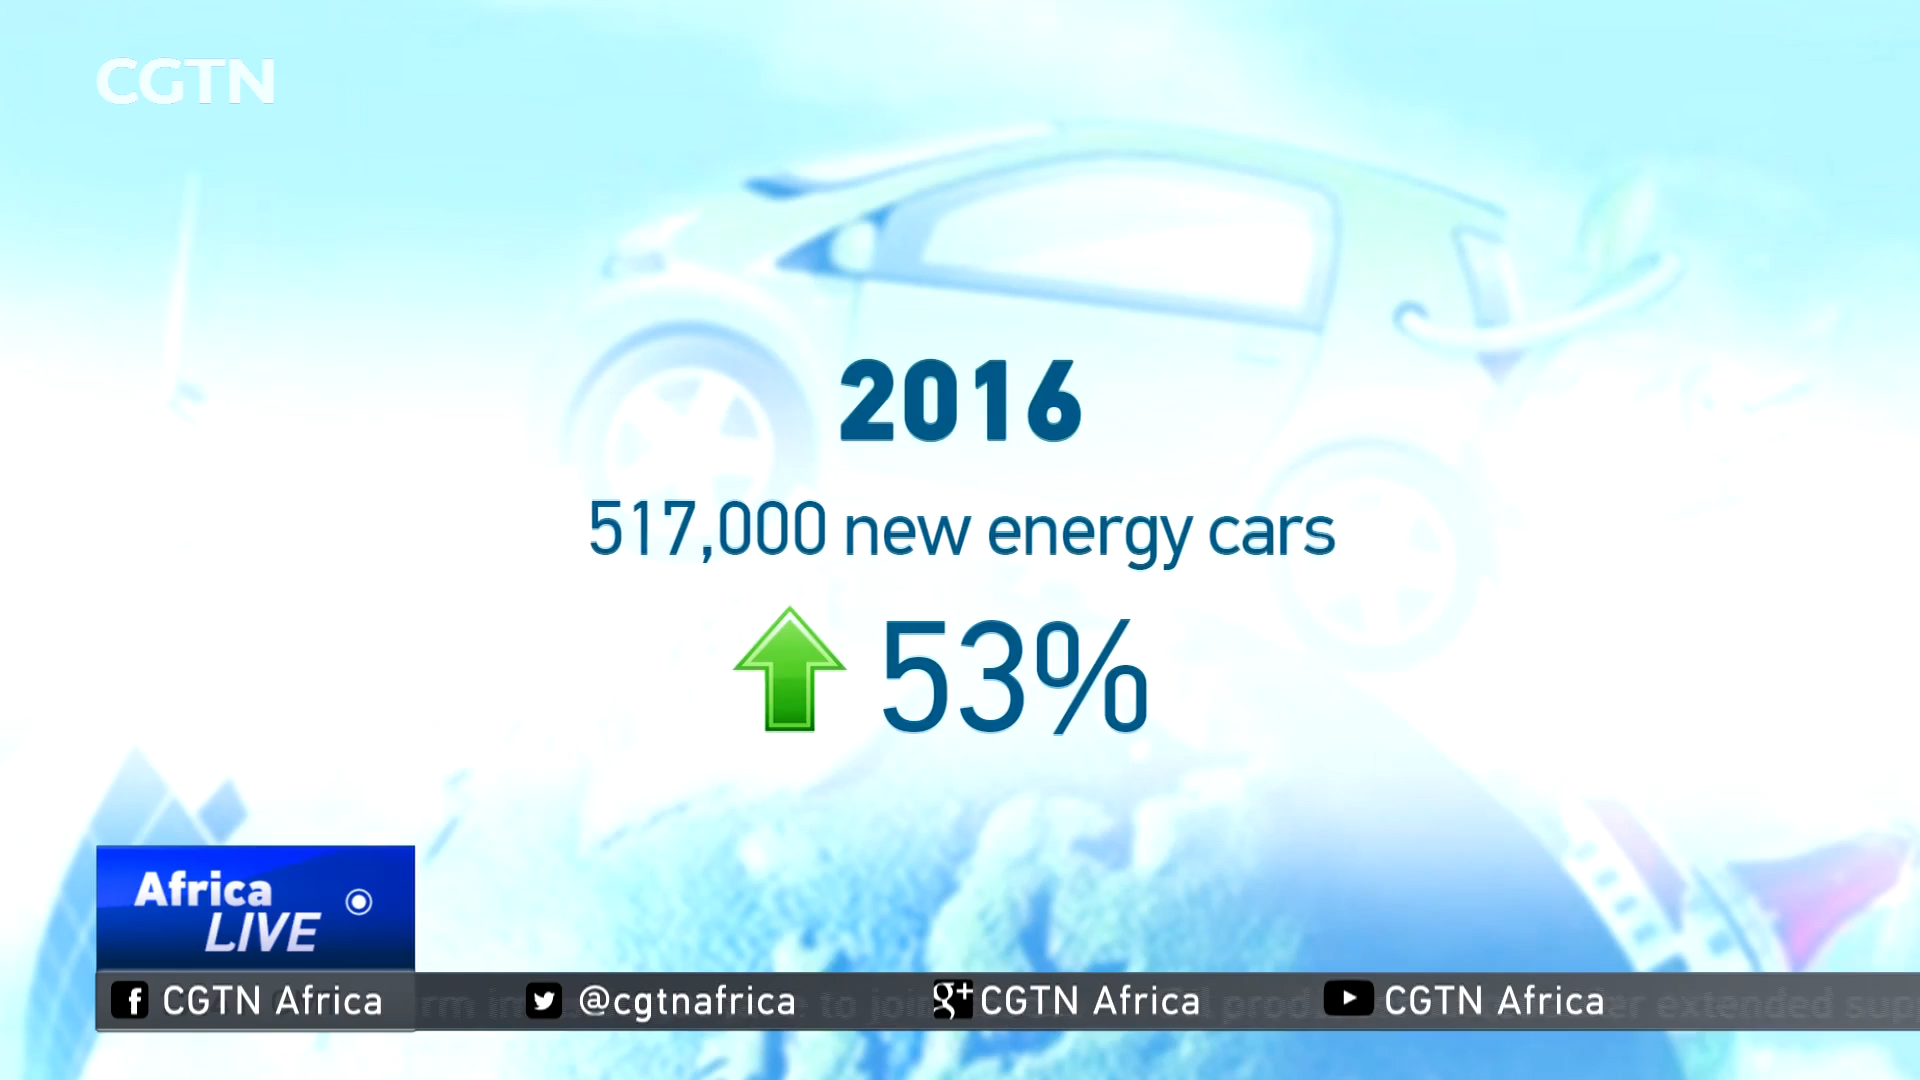 CGTN
2016
517,000 new energy cars
53%
Africa
LIVE
CGTN Africa
@cgtnafrica
CGTN Africa
CGTN Africa